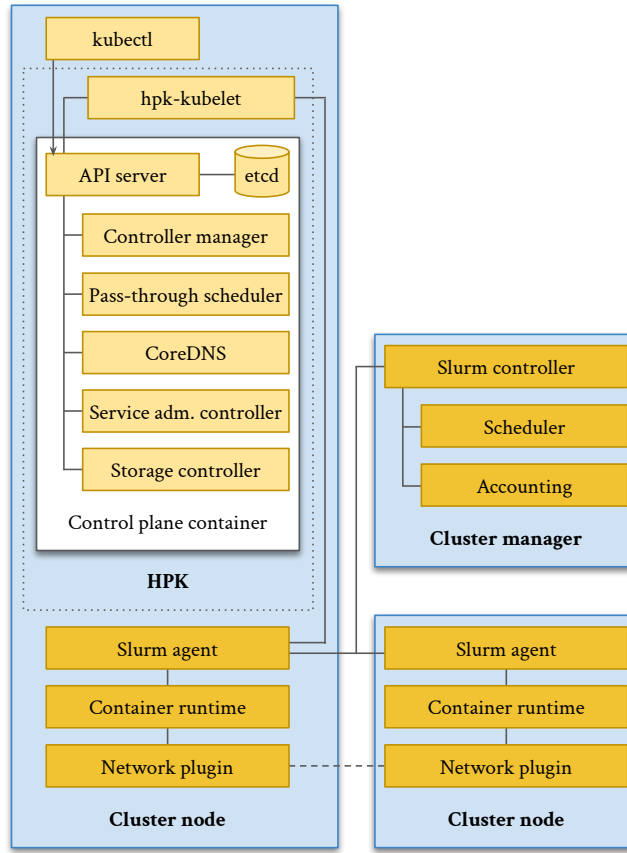 kubectl
hpk-kubelet
API server
etcd
Controller manager
Pass-through scheduler
CoreDNS
Service adm. controller
Storage controller
Control plane container
HPK
Slurm agent
Container runtime
Network plugin
Cluster node
Slurm controller
Scheduler
Accounting
Cluster manager
Slurm agent
Container runtime
Network plugin
Cluster node